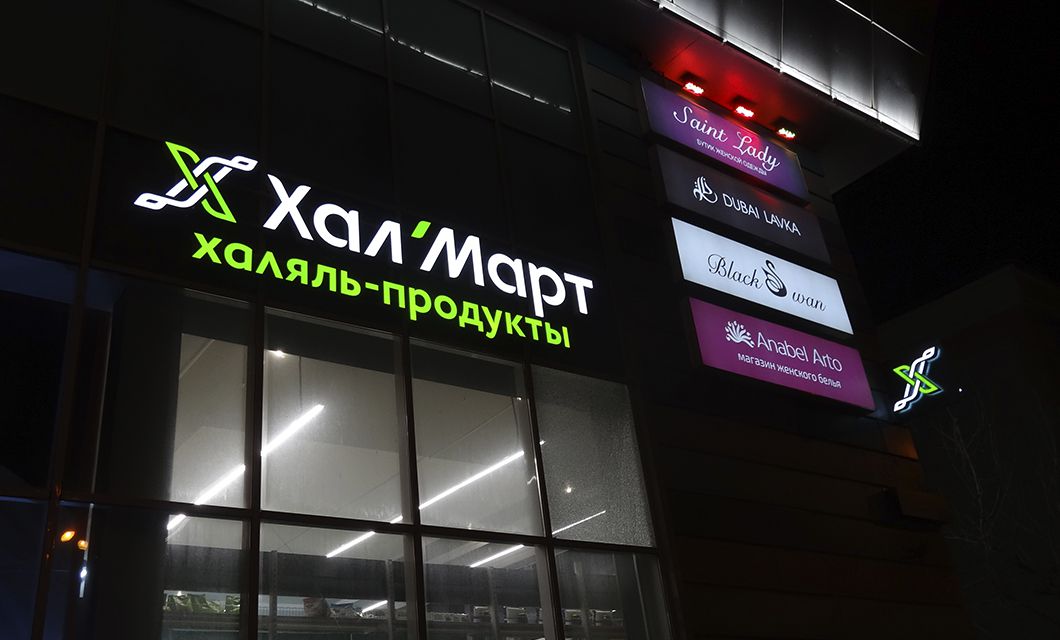 Хал'Март
халяль-продукты
Saint Lady
БУТИК ЖЕНСКОЙ ОДЕЖДЫ
DUBAI LAVKA
Black Swan
Anabel Arto
магазин женского белья